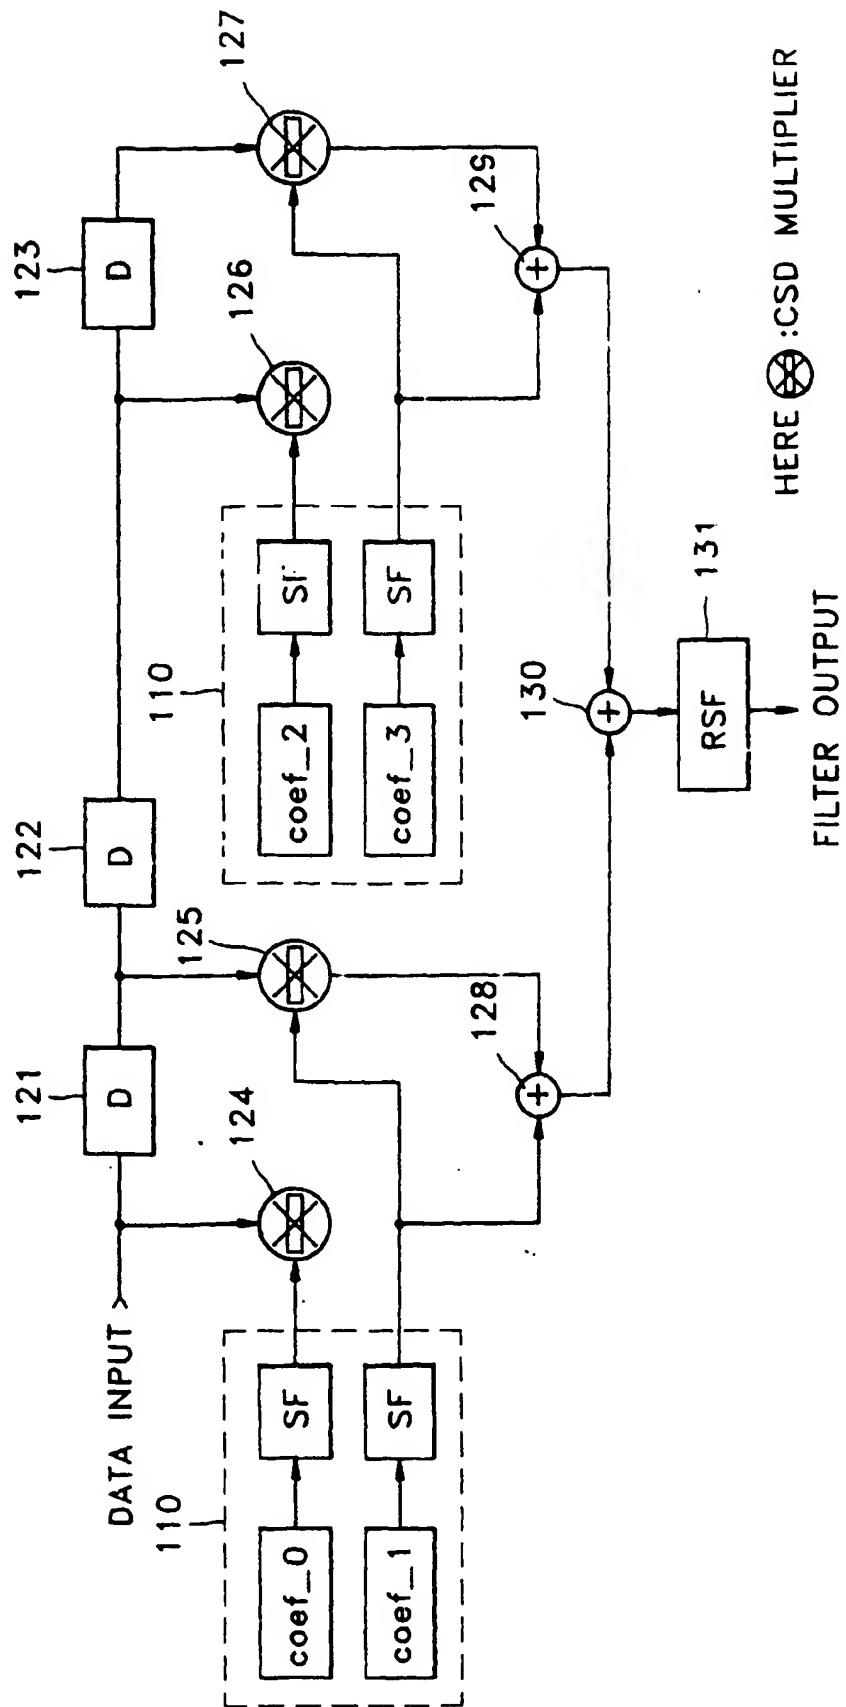 DATA INPUT
121
D
122
D
123
D
124
125
126
127
110
coef_0
SF
coef_1
SF
110
coef_2
SF
coef_3
SF
128
129
130
RSF
131
FILTER OUTPUT
HERE :CSD MULTIPLIER